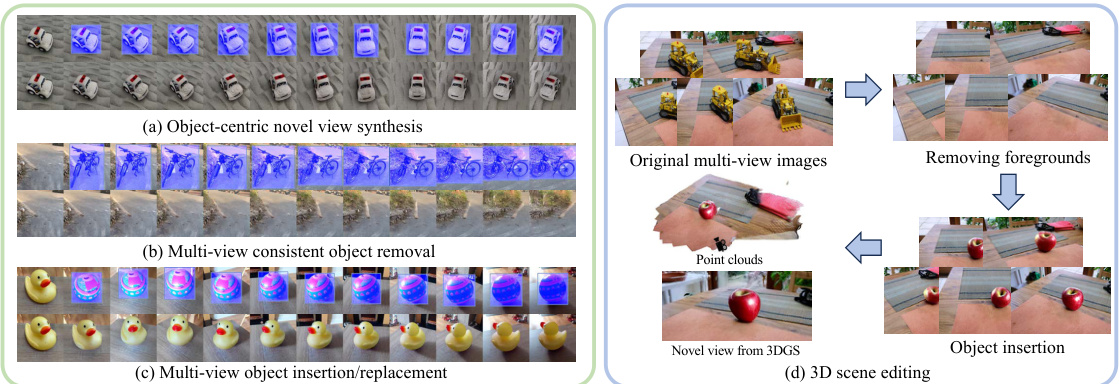 (a) Object-centric novel view synthesis
(b) Multi-view consistent object removal
(c) Multi-view object insertion/replacement
Original multi-view images
Removing foregrounds
Point clouds
Novel view from 3DGS
Object insertion
(d) 3D scene editing